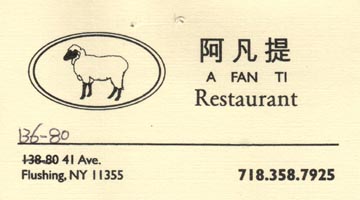 阿凡提
A FAN TI
Restaurant
136-80
138-80 41 Ave.
Flushing, NY 11355
718.358.7925